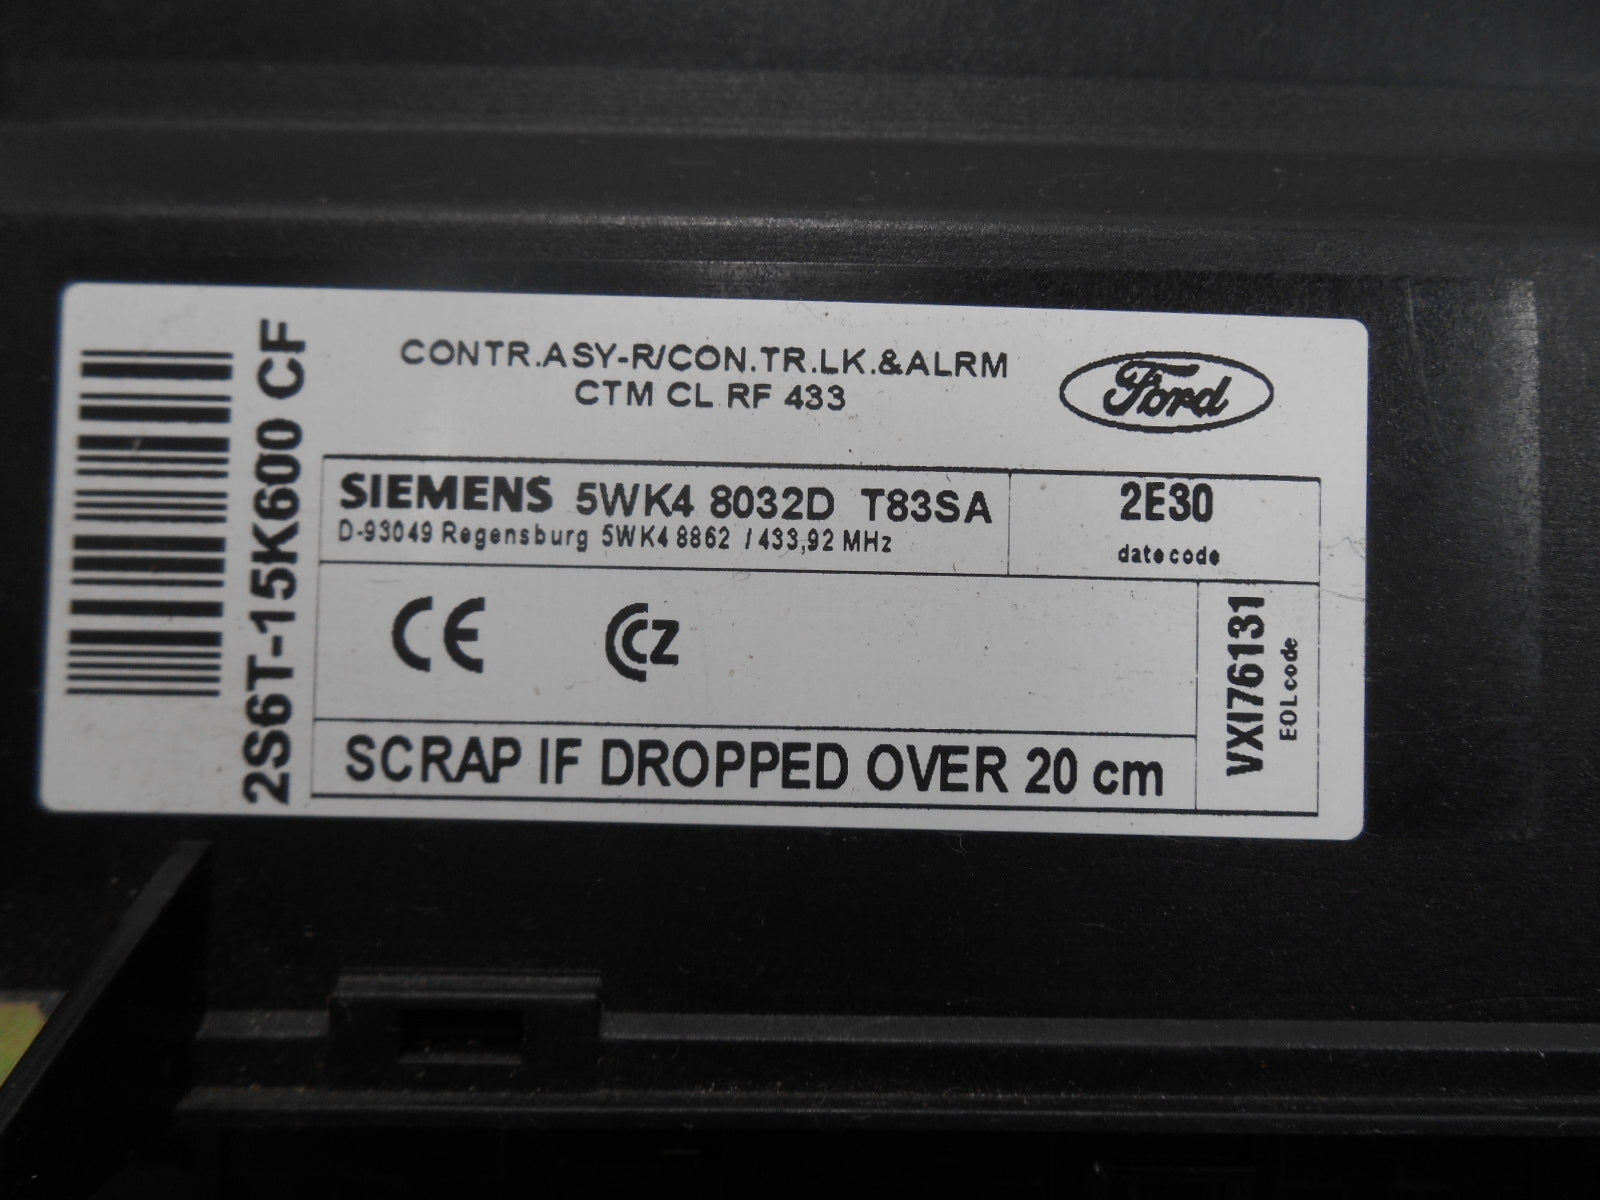 2S6T-15K600 CF
CONTR.ASY-R/CON.TR.LK.&ALRM
CTM CL RF 433
Ford
SIEMENS 5WK4 8032D T83SA
D-93049 Regensburg 5WK4 8862 / 433,92 MHz
2E30
date code
CE
CCZ
VXI76131
EOL code
SCRAP IF DROPPED OVER 20 cm